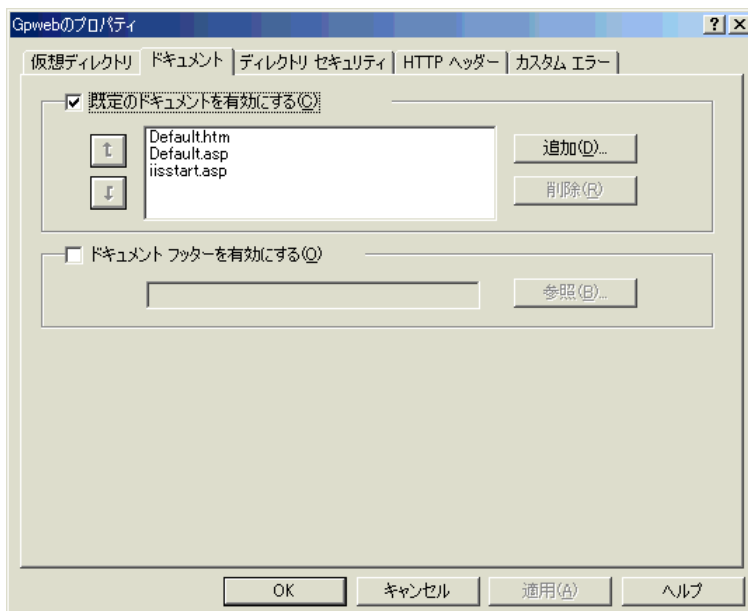 Gpwebのプロパティ
仮想ディレクトリ ドキュメント ディレクトリ セキュリティ HTTP ヘッダー カスタム エラー
既定のドキュメントを有効にする(C)
Default.htm
Default.asp
iisstart.asp
追加(D)...
削除(R)
ドキュメント フッターを有効にする(O)
参照(B)...
OK キャンセル 適用(A) ヘルプ